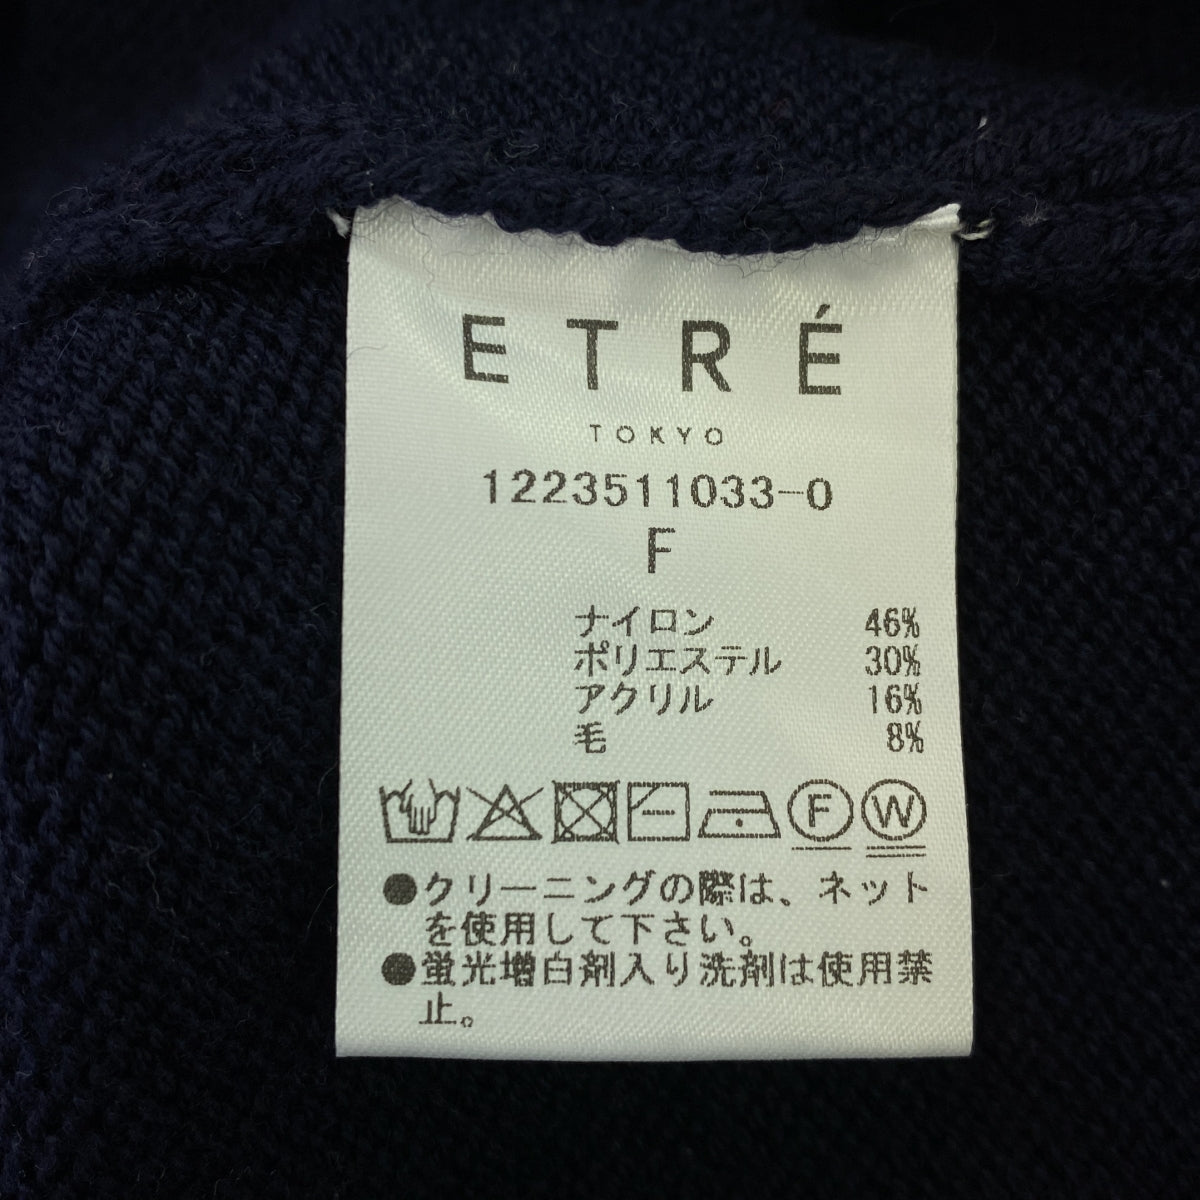 ETRÉ
TOKYO
1223511033-0
F
ナイロン 46%
ポリエステル 30%
アクリル 16%
毛 8%
F W
●クリーニングの際は、ネット
を使用して下さい。
●蛍光増白剤入り洗剤は使用禁
止。